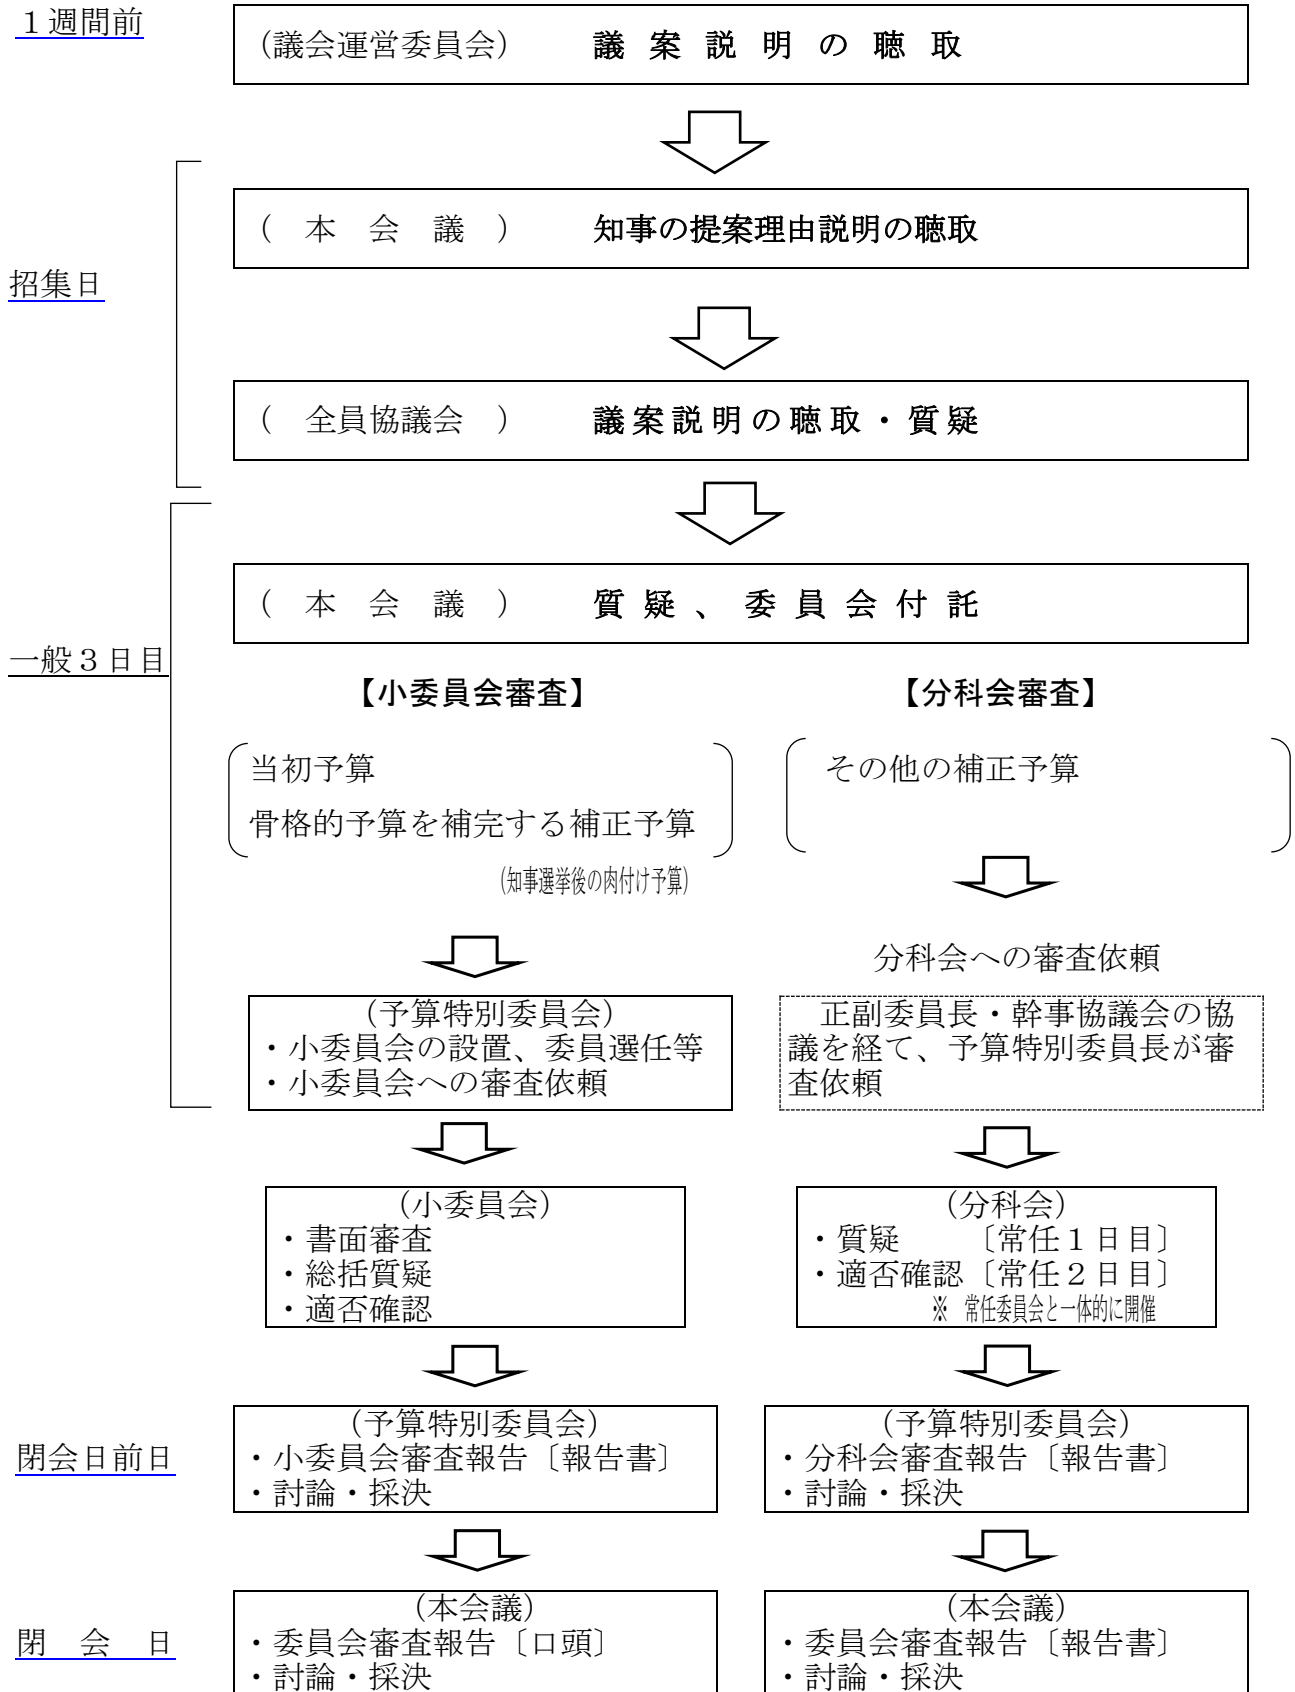 １週間前
（議会運営委員会）　議案説明の聴取
（本会議）　知事の提案理由説明の聴取
招集日
（全員協議会）　議案説明の聴取・質疑
（本会議）　質疑、委員会付託
一般３日目
【小委員会審査】
当初予算
骨格的予算を補完する補正予算
（知事選挙後の肉付け予算）
（予算特別委員会）
・小委員会の設置、委員選任等
・小委員会への審査依頼
（小委員会）
・書面審査
・総括質疑
・適否確認
【分科会審査】
その他の補正予算
分科会への審査依頼
正副委員長・幹事協議会の協
議を経て、予算特別委員長が審
査依頼
（分科会）
・質疑　　〔常任１日目〕
・適否確認〔常任２日目〕
※　常任委員会と一体的に開催
閉会日前日
（予算特別委員会）
・小委員会審査報告〔報告書〕
・討論・採決
（予算特別委員会）
・分科会審査報告〔報告書〕
・討論・採決
閉　会　日
（本会議）
・委員会審査報告〔口頭〕
・討論・採決
（本会議）
・委員会審査報告〔報告書〕
・討論・採決